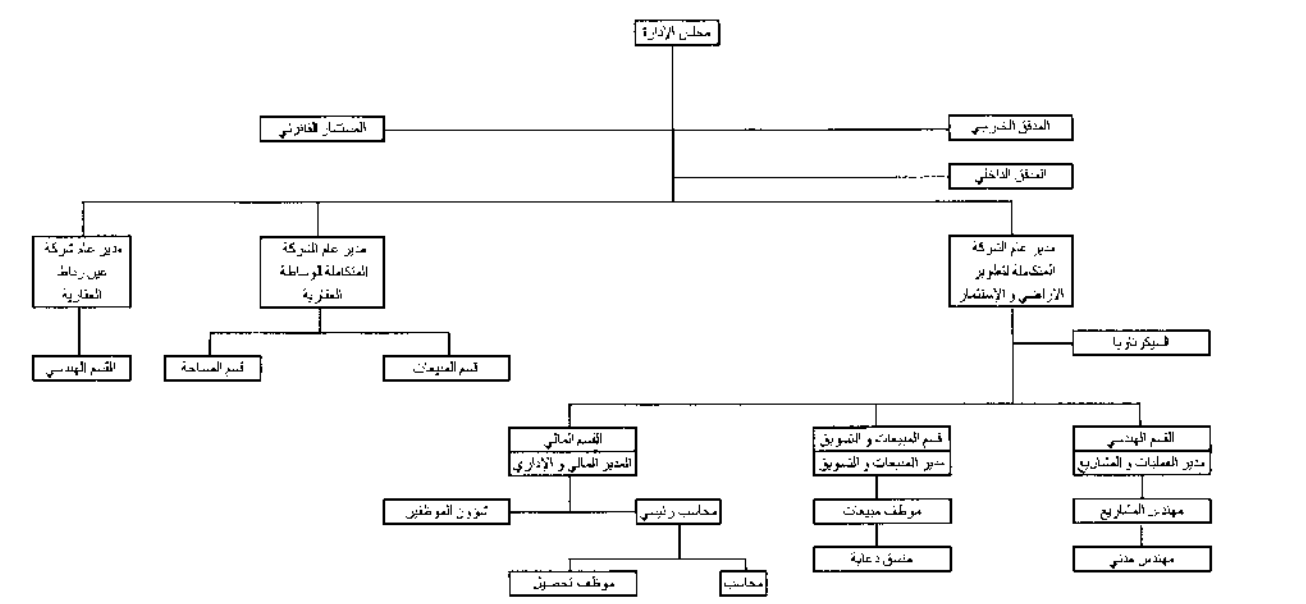 مجلس الإدارة
المدقق الخارجي
المستشار القانوني
المدقق الداخلي
مدير عام الشركة
المتكاملة لتطوير
الاراضي و الإستثمار
مدير عام الشركة
المتكاملة للوساطة
العقارية
مدير عام شركة
عين رباط
العقارية
السيكرتاريا
قسم المبيعات
قسم المساحة
القسم الهندسي
القسم الهندسي
مدير العمليات و المشاريع
قسم المبيعات و التسويق
مدير المبيعات و التسويق
القسم المالي
المدير المالي و الإداري
مهندس المشاريع
موظف مبيعات
محاسب رئيسي
شؤون الموظفين
مهندس مدني
منسق دعاية
محاسب
موظف تحصيل